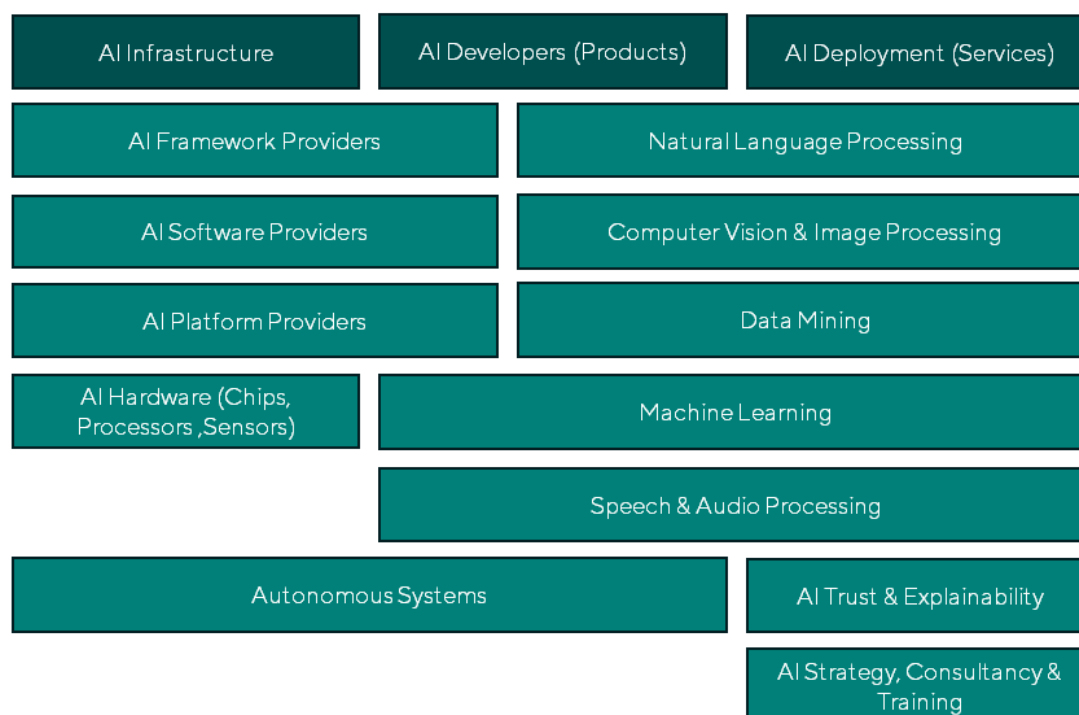 AI Infrastructure
AI Developers (Products)
AI Deployment (Services)
AI Framework Providers
Natural Language Processing
AI Software Providers
Computer Vision & Image Processing
AI Platform Providers
Data Mining
AI Hardware (Chips,
Processors ,Sensors)
Machine Learning
Speech & Audio Processing
Autonomous Systems
AI Trust & Explainability
AI Strategy, Consultancy &
Training